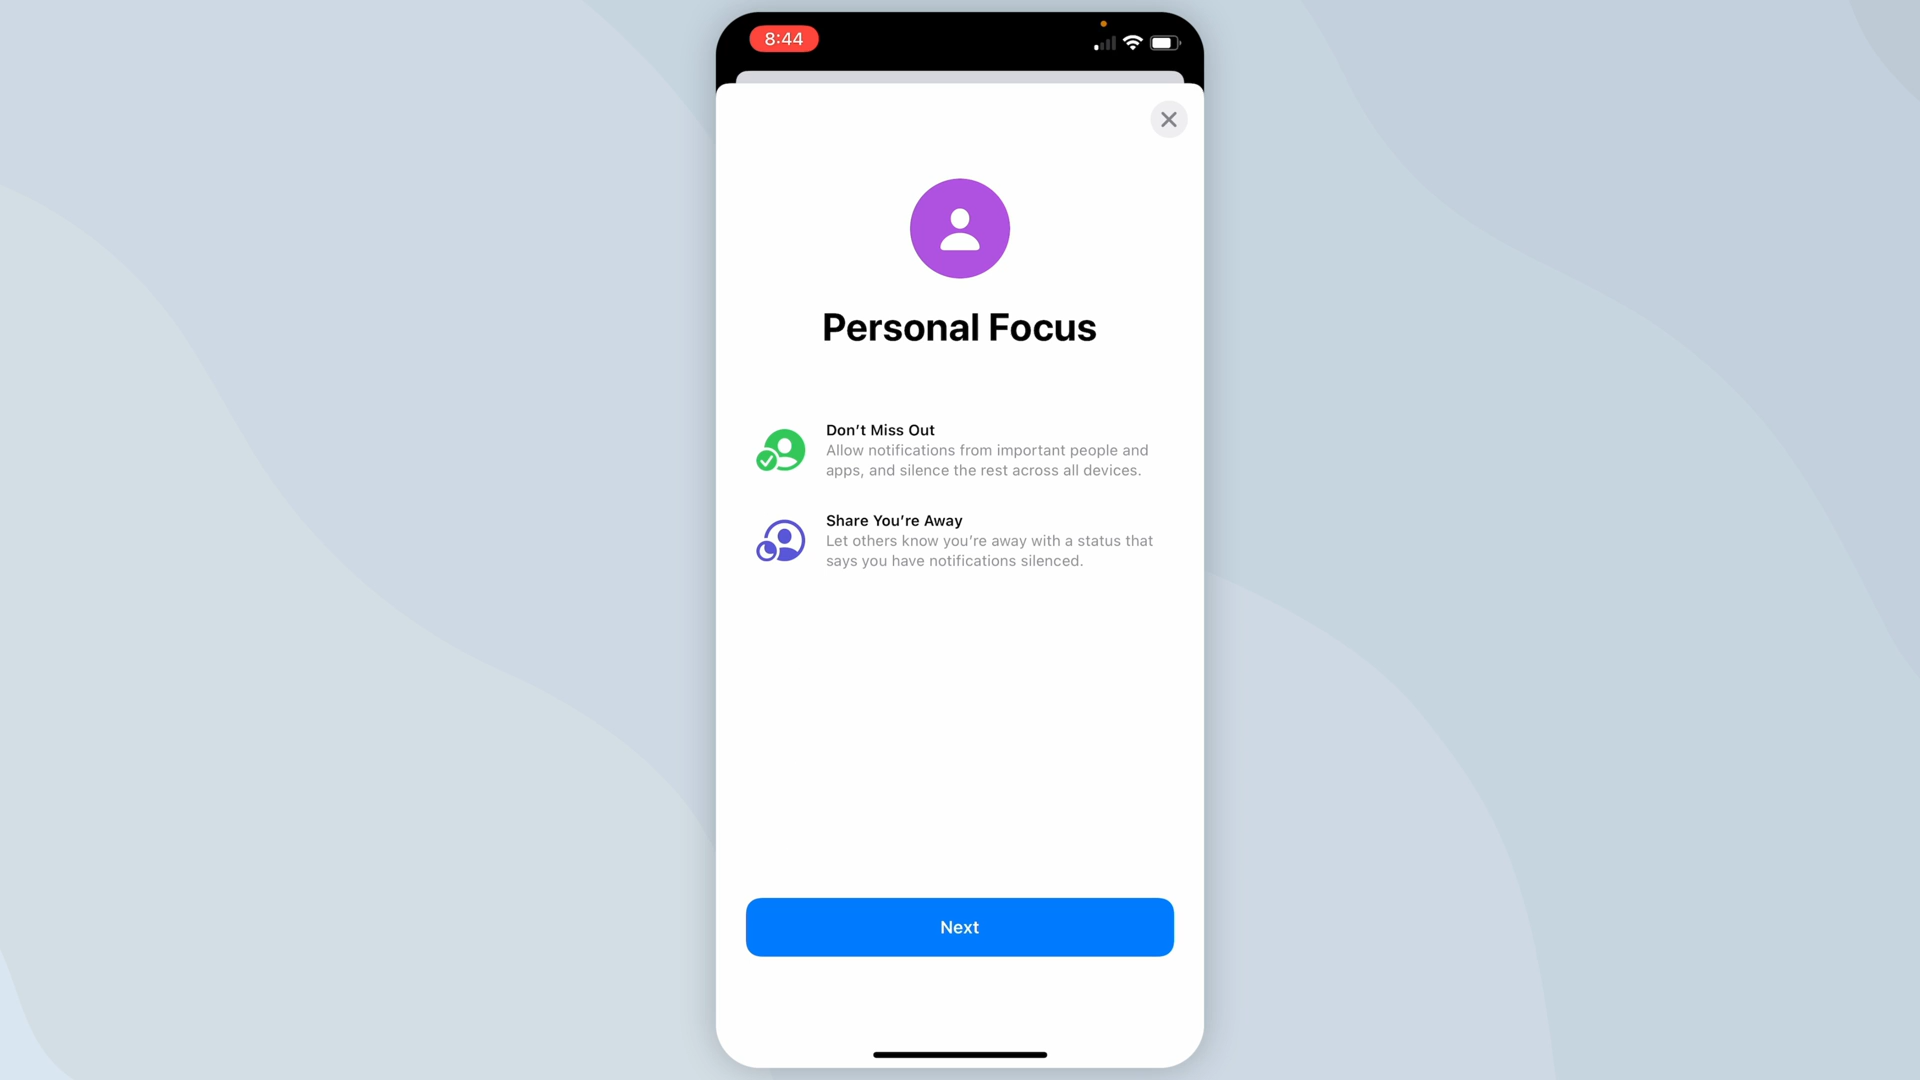 8:44
Personal Focus
Don’t Miss Out
Allow notifications from important people and
apps, and silence the rest across all devices.
Share You’re Away
Let others know you’re away with a status that
says you have notifications silenced.
Next